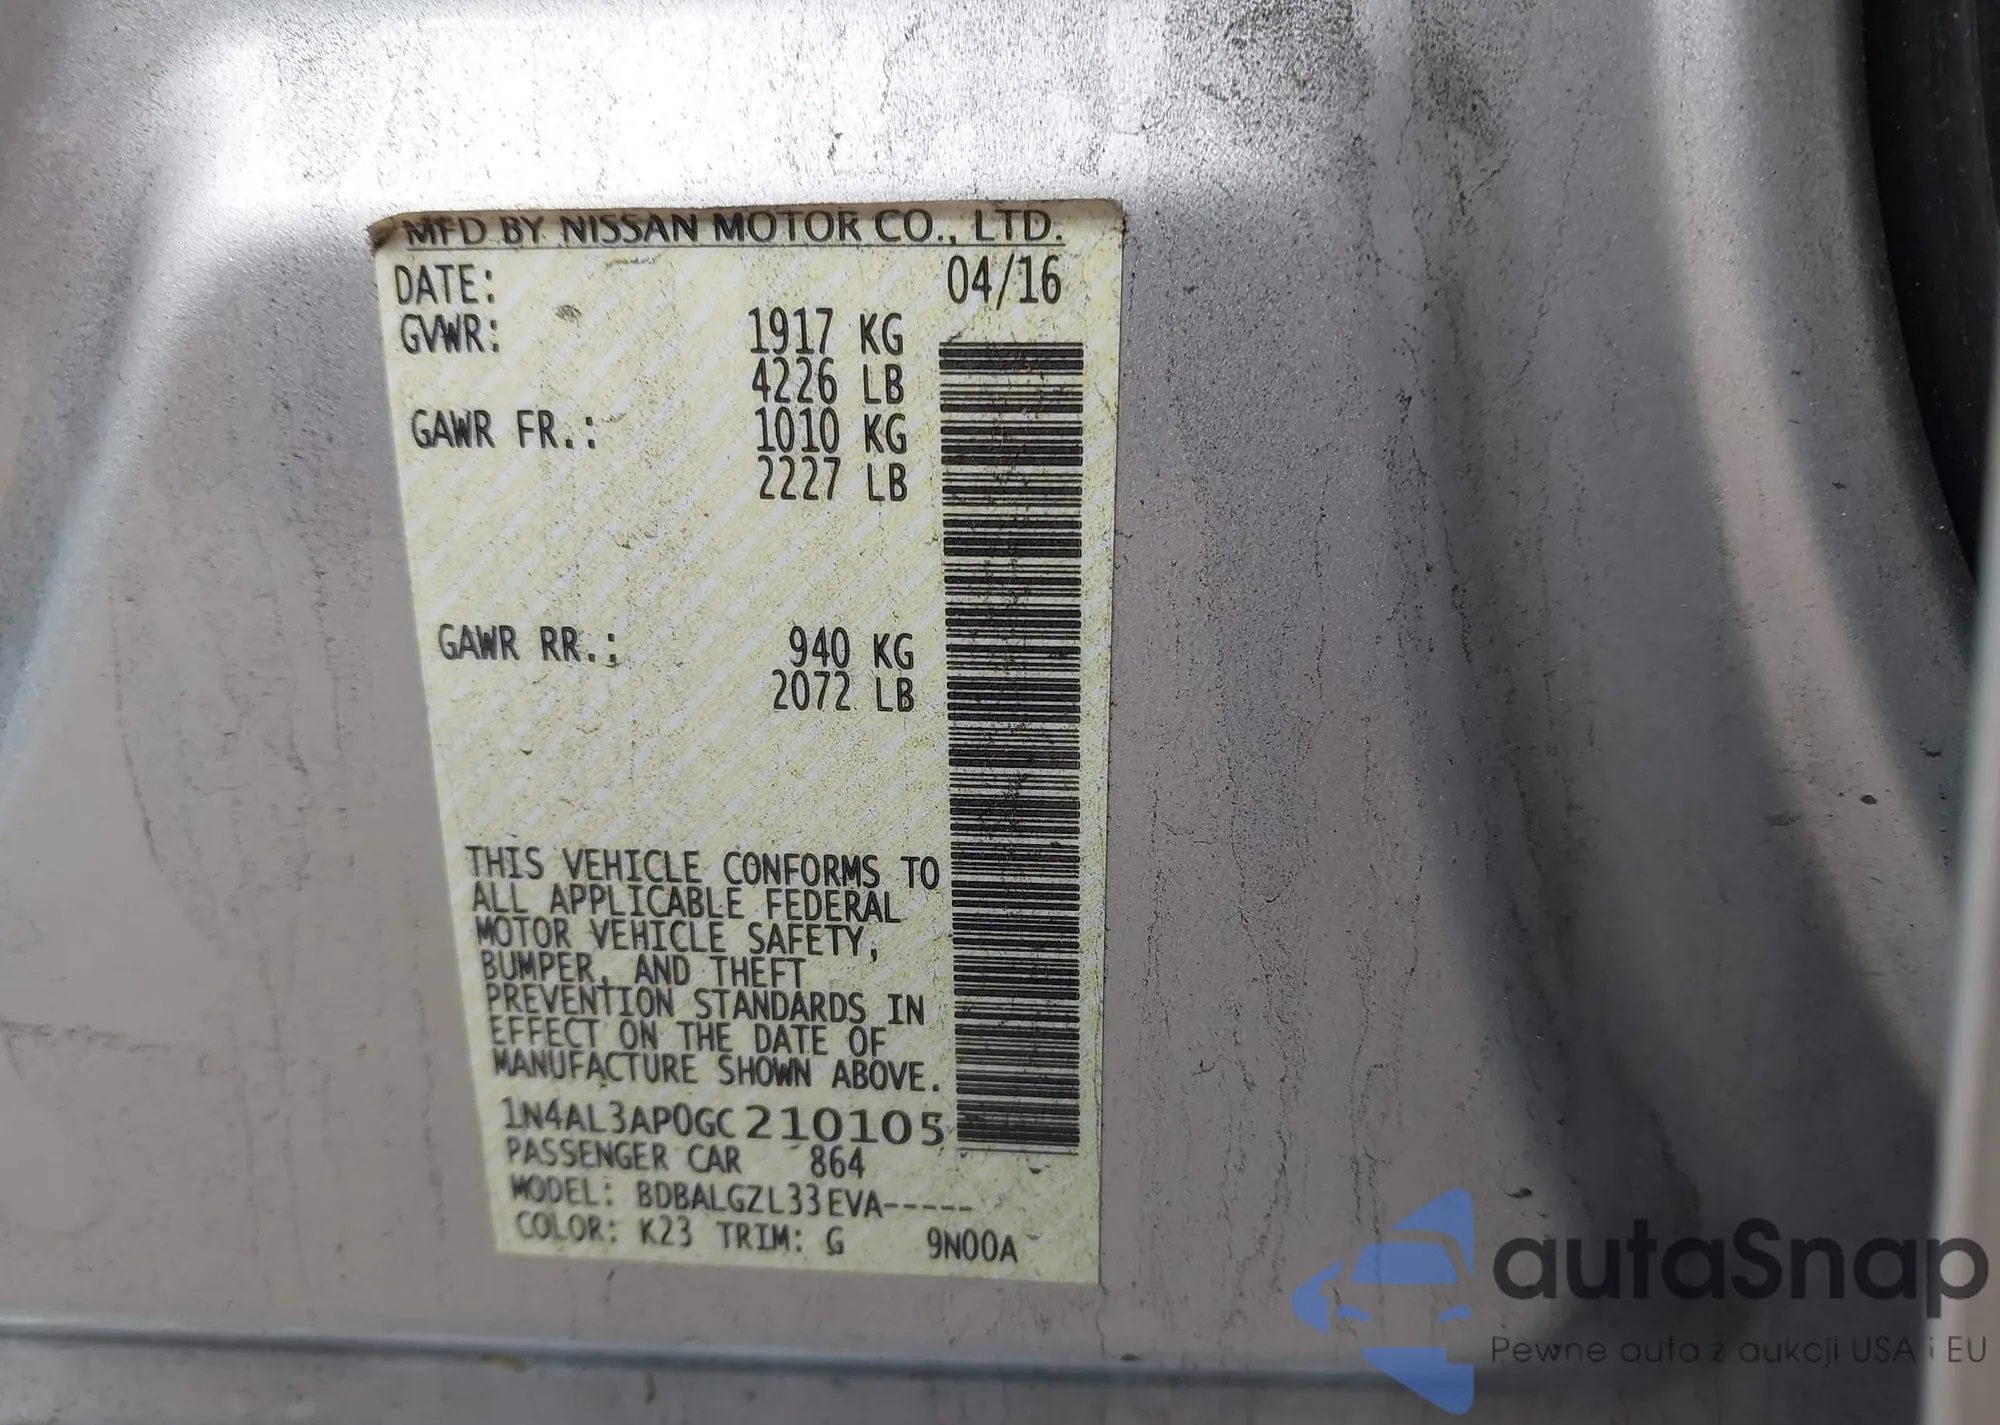 MFD BY NISSAN MOTOR CO., LTD.
DATE: 04/16
GVWR: 1917 KG
4226 LB
GAWR FR.: 1010 KG
2227 LB
GAWR RR.: 940 KG
2072 LB
THIS VEHICLE CONFORMS TO
ALL APPLICABLE FEDERAL
MOTOR VEHICLE SAFETY,
BUMPER, AND THEFT
PREVENTION STANDARDS IN
EFFECT ON THE DATE OF
MANUFACTURE SHOWN ABOVE.
1N4AL3AP0GC210105
PASSENGER CAR 864
MODEL: BDBALGZL33EVA-----
COLOR: K23 TRIM: G 9N00A
autaSnap
Pewne auta z aukcji USA i EU